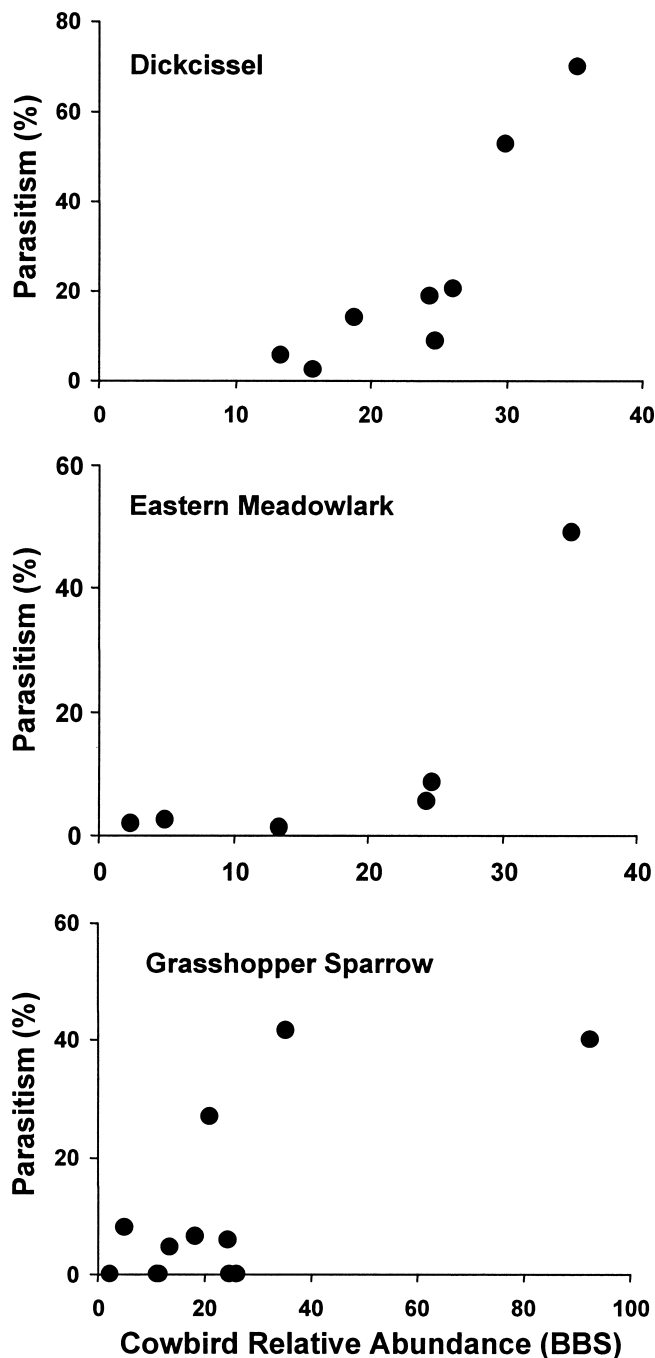 Dickcissel
Parasitism (%)
80
60
40
20
0
0 10 20 30 40
Eastern Meadowlark
Parasitism (%)
60
40
20
0
0 10 20 30 40
Grasshopper Sparrow
Parasitism (%)
60
40
20
0
0 20 40 60 80 100
Cowbird Relative Abundance (BBS)